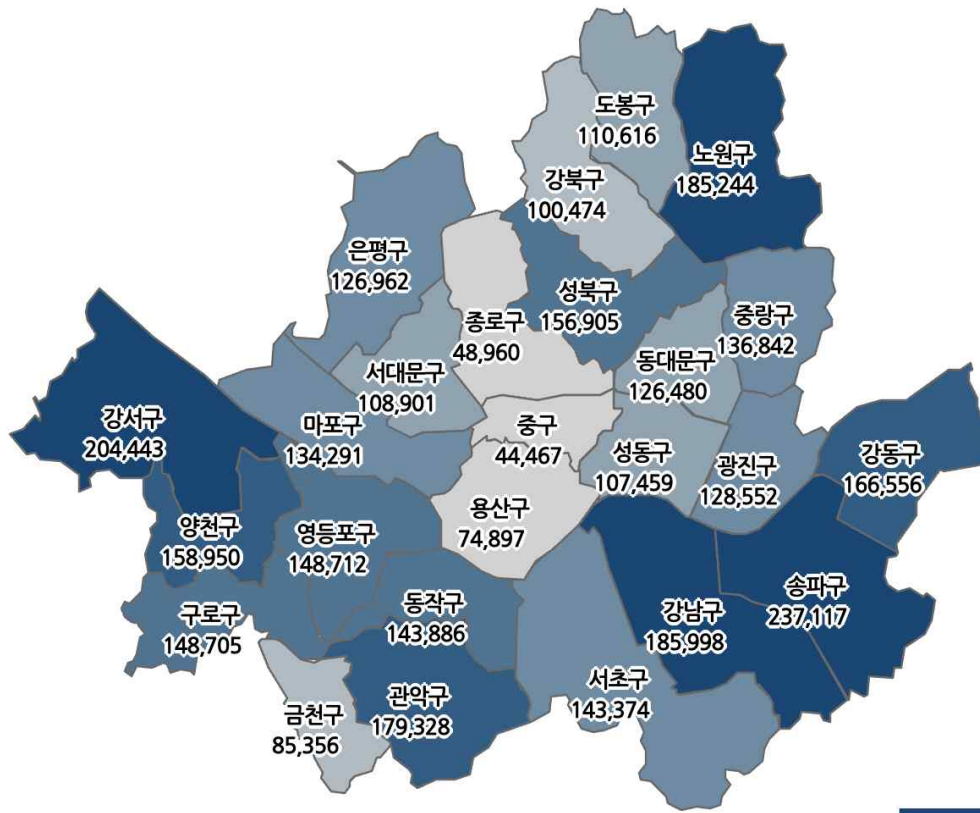 도봉구
110,616
노원구
185,244
강북구
100,474
은평구
126,962
성북구
156,905
중랑구
136,842
종로구
48,960
동대문구
126,480
서대문구
108,901
강서구
204,443
마포구
134,291
중구
44,467
성동구
107,459
광진구
128,552
강동구
166,556
용산구
74,897
양천구
158,950
영등포구
148,712
송파구
237,117
구로구
148,705
동작구
143,886
강남구
185,998
금천구
85,356
관악구
179,328
서초구
143,374